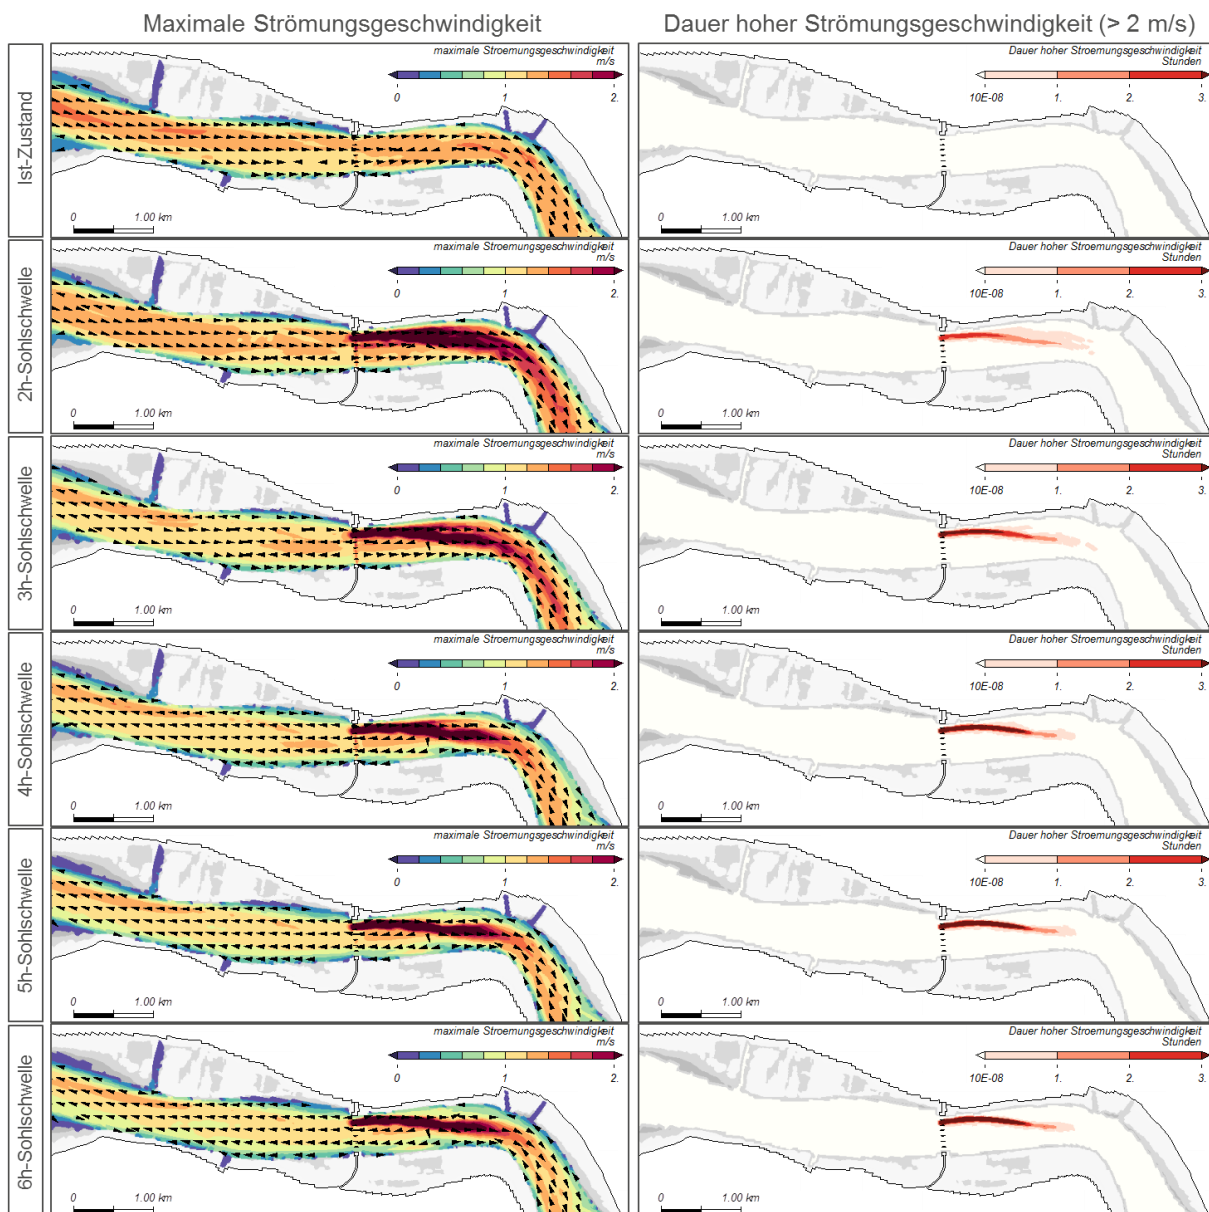 Maximale Strömungsgeschwindigkeit
Dauer hoher Strömungsgeschwindigkeit (> 2 m/s)
Ist-Zustand
maximale Stroemungsgeschwindigkeit
m/s
0 1 2.
0 1.00 km
Dauer hoher Stroemungsgeschwindigkeit
Stunden
10E-08 1. 2. 3.
0 1.00 km
2h-Sohlschwelle
maximale Stroemungsgeschwindigkeit
m/s
0 1 2.
0 1.00 km
Dauer hoher Stroemungsgeschwindigkeit
Stunden
10E-08 1. 2. 3.
0 1.00 km
3h-Sohlschwelle
maximale Stroemungsgeschwindigkeit
m/s
0 1 2.
0 1.00 km
Dauer hoher Stroemungsgeschwindigkeit
Stunden
10E-08 1. 2. 3.
0 1.00 km
4h-Sohlschwelle
maximale Stroemungsgeschwindigkeit
m/s
0 1 2.
0 1.00 km
Dauer hoher Stroemungsgeschwindigkeit
Stunden
10E-08 1. 2. 3.
0 1.00 km
5h-Sohlschwelle
maximale Stroemungsgeschwindigkeit
m/s
0 1 2.
0 1.00 km
Dauer hoher Stroemungsgeschwindigkeit
Stunden
10E-08 1. 2. 3.
0 1.00 km
6h-Sohlschwelle
maximale Stroemungsgeschwindigkeit
m/s
0 1 2.
0 1.00 km
Dauer hoher Stroemungsgeschwindigkeit
Stunden
10E-08 1. 2. 3.
0 1.00 km